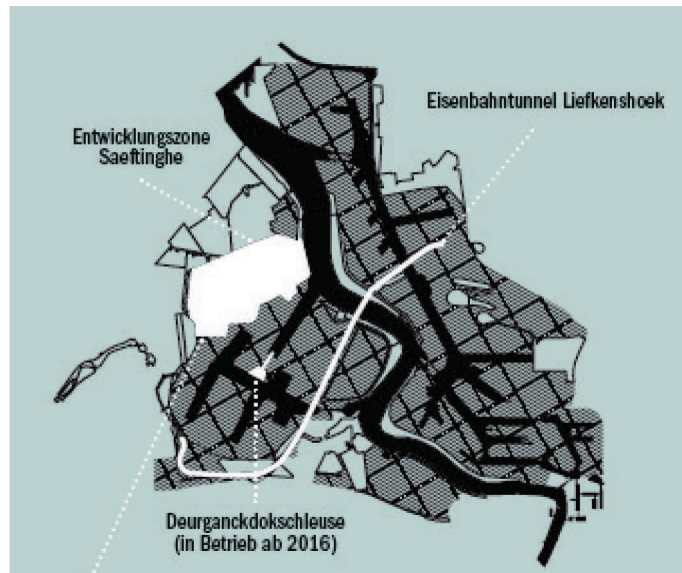 Eisenbahntunnel Liefkenshoek
Entwicklungszone
Saeftinghe
Deurganckdokschleuse
(in Betrieb ab 2016)